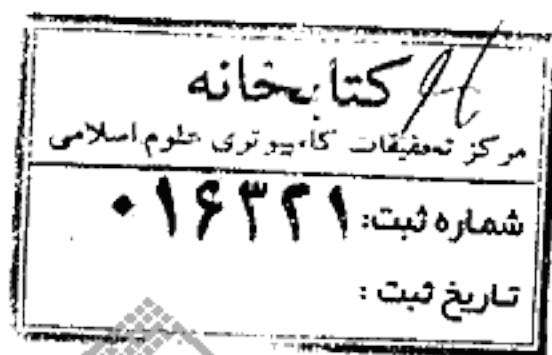 کتابخانه
مرکز تحقیقات کامپیوتری علوم اسلامی
شماره ثبت: ۰۱۶۳۲۱
تاریخ ثبت :